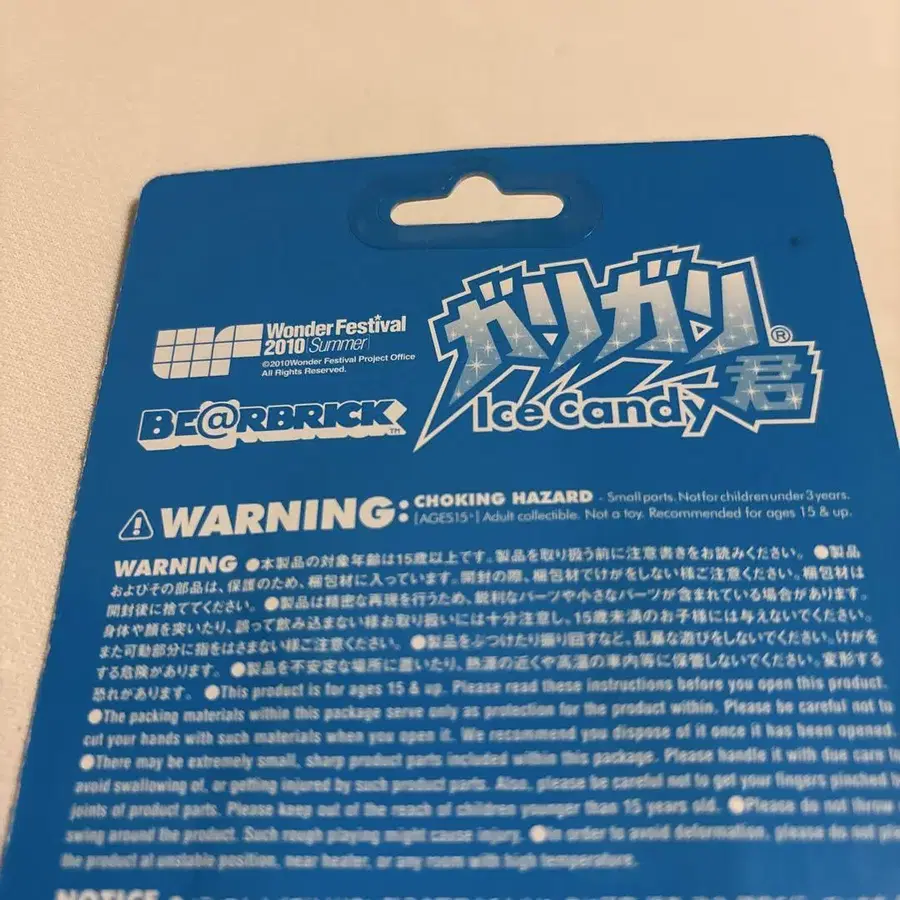 Wonder Festival
2010 Summer
©2010Wonder Festival Project Office
All Rights Reserved.
BE@RBRICK™
ガリガリ君®
Ice Candy
WARNING: CHOKING HAZARD - Small parts. Not for children under 3 years.
[AGES15+] Adult collectible. Not a toy. Recommended for ages 15 & up.
WARNING ●本製品の対象年齢は15歳以上です。製品を取り扱う前に注意書きをお読みください。 ●製品
およびその部品は、保護のため、梱包材に入っています。開封の際、梱包材でけがをしない様ご注意ください。梱包材は
開封後に捨ててください。 ●製品は精密な再現を行うため、鋭利なパーツや小さなパーツが含まれている場合があります。
身体や顔を突いたり、誤って飲み込まない様お取り扱いには十分注意し、15歳未満のお子様には与えないでください。
また可動部分に指をはさまない様ご注意ください。 ●製品をぶつけたり振り回すなど、乱暴な遊びをしないでください。けがを
する危険があります。 ●製品を不安定な場所に置いたり、熱源の近くや高温の車内等に保管しないでください。変形する
恐れがあります。 ●This product is for ages 15 & up. Please read these instructions before you open this product.
●The packing materials within this package serve only as protection for the product within. Please be careful not to
cut your hands with such materials when you open it. We recommend you dispose of it once it has been opened.
●There may be extremely small, sharp product parts included within this package. Please handle it with due care to
avoid swallowing of, or getting injured by such product parts. Also, please be careful not to get your fingers pinched
joints of product parts. Please keep out of the reach of children younger than 15 years old. ●Please do not throw
swing around the product. Such rough playing might cause injury. ●In order to avoid deformation, please do not
the product at unstable position, near heater, or any room with high temperature.
NOTICE